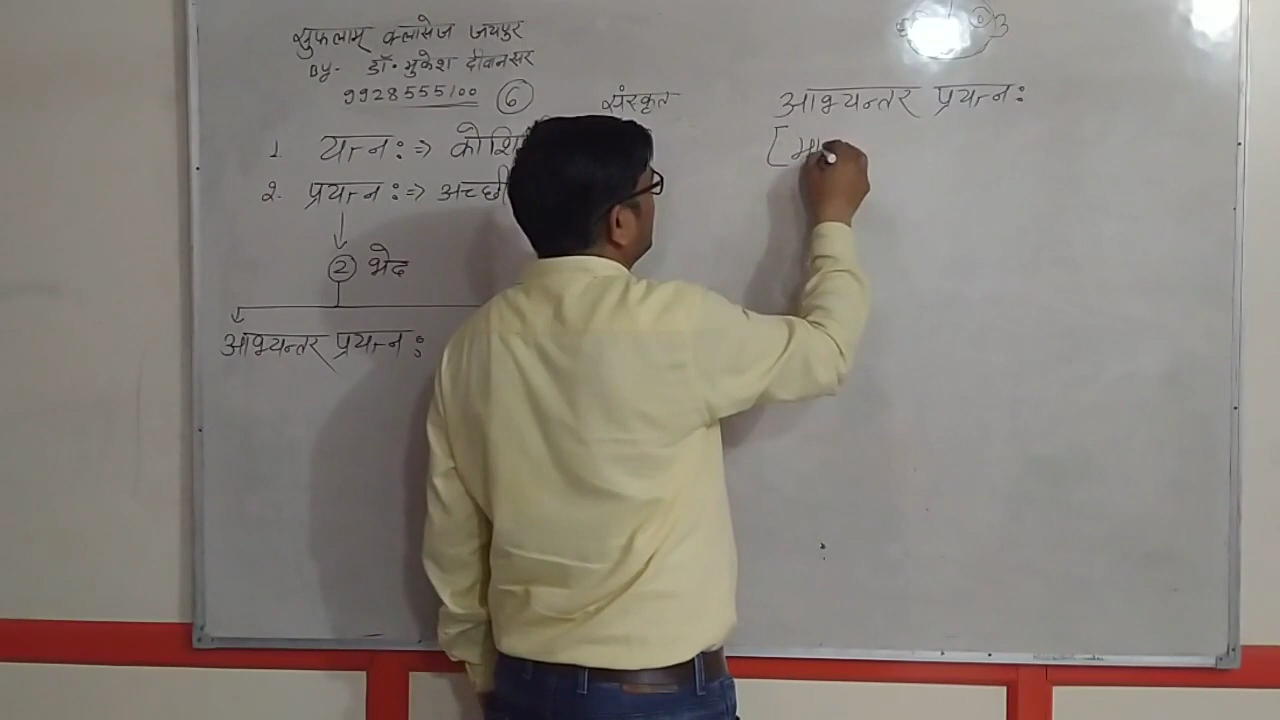 सुफलाम् क्लासेज जयपुर
By- डॉ. मुकेश दीवानसर
9928555100 ⑥
संस्कृत
1. यत्न: => कोशि
2. प्रयत्न: => अच्छी
② भेद
आभ्यन्तर प्रयत्न:
आभ्यन्तर प्रयत्न: